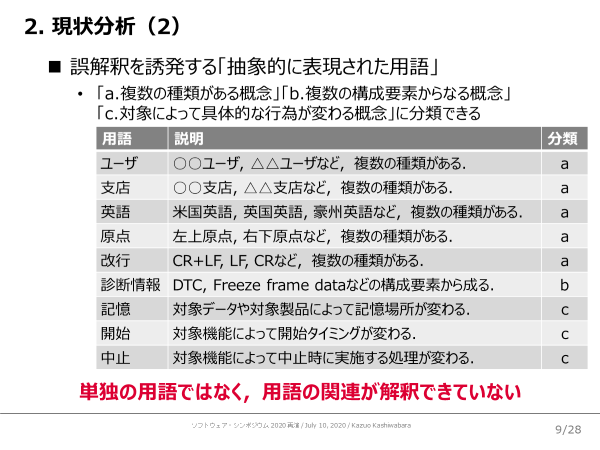 2. 現状分析（2）
■ 誤解釈を誘発する「抽象的に表現された用語」
• 「a.複数の種類がある概念」「b.複数の構成要素からなる概念」
「c.対象によって具体的な行為が変わる概念」に分類できる
用語 説明 分類
ユーザ ○○ユーザ, △△ユーザなど, 複数の種類がある. a
支店 ○○支店, △△支店など, 複数の種類がある. a
英語 米国英語, 英国英語, 豪州英語など, 複数の種類がある. a
原点 左上原点, 右下原点など, 複数の種類がある. a
改行 CR+LF, LF, CRなど, 複数の種類がある. a
診断情報 DTC, Freeze frame dataなどの構成要素から成る. b
記憶 対象データや対象製品によって記憶場所が変わる. c
開始 対象機能によって開始タイミングが変わる. c
中止 対象機能によって中止時に実施する処理が変わる. c
単独の用語ではなく, 用語の関連が解釈できていない
ソフトウェア・シンポジウム 2020 再演 / July 10, 2020 / Kazuo Kashiwabara
9/28